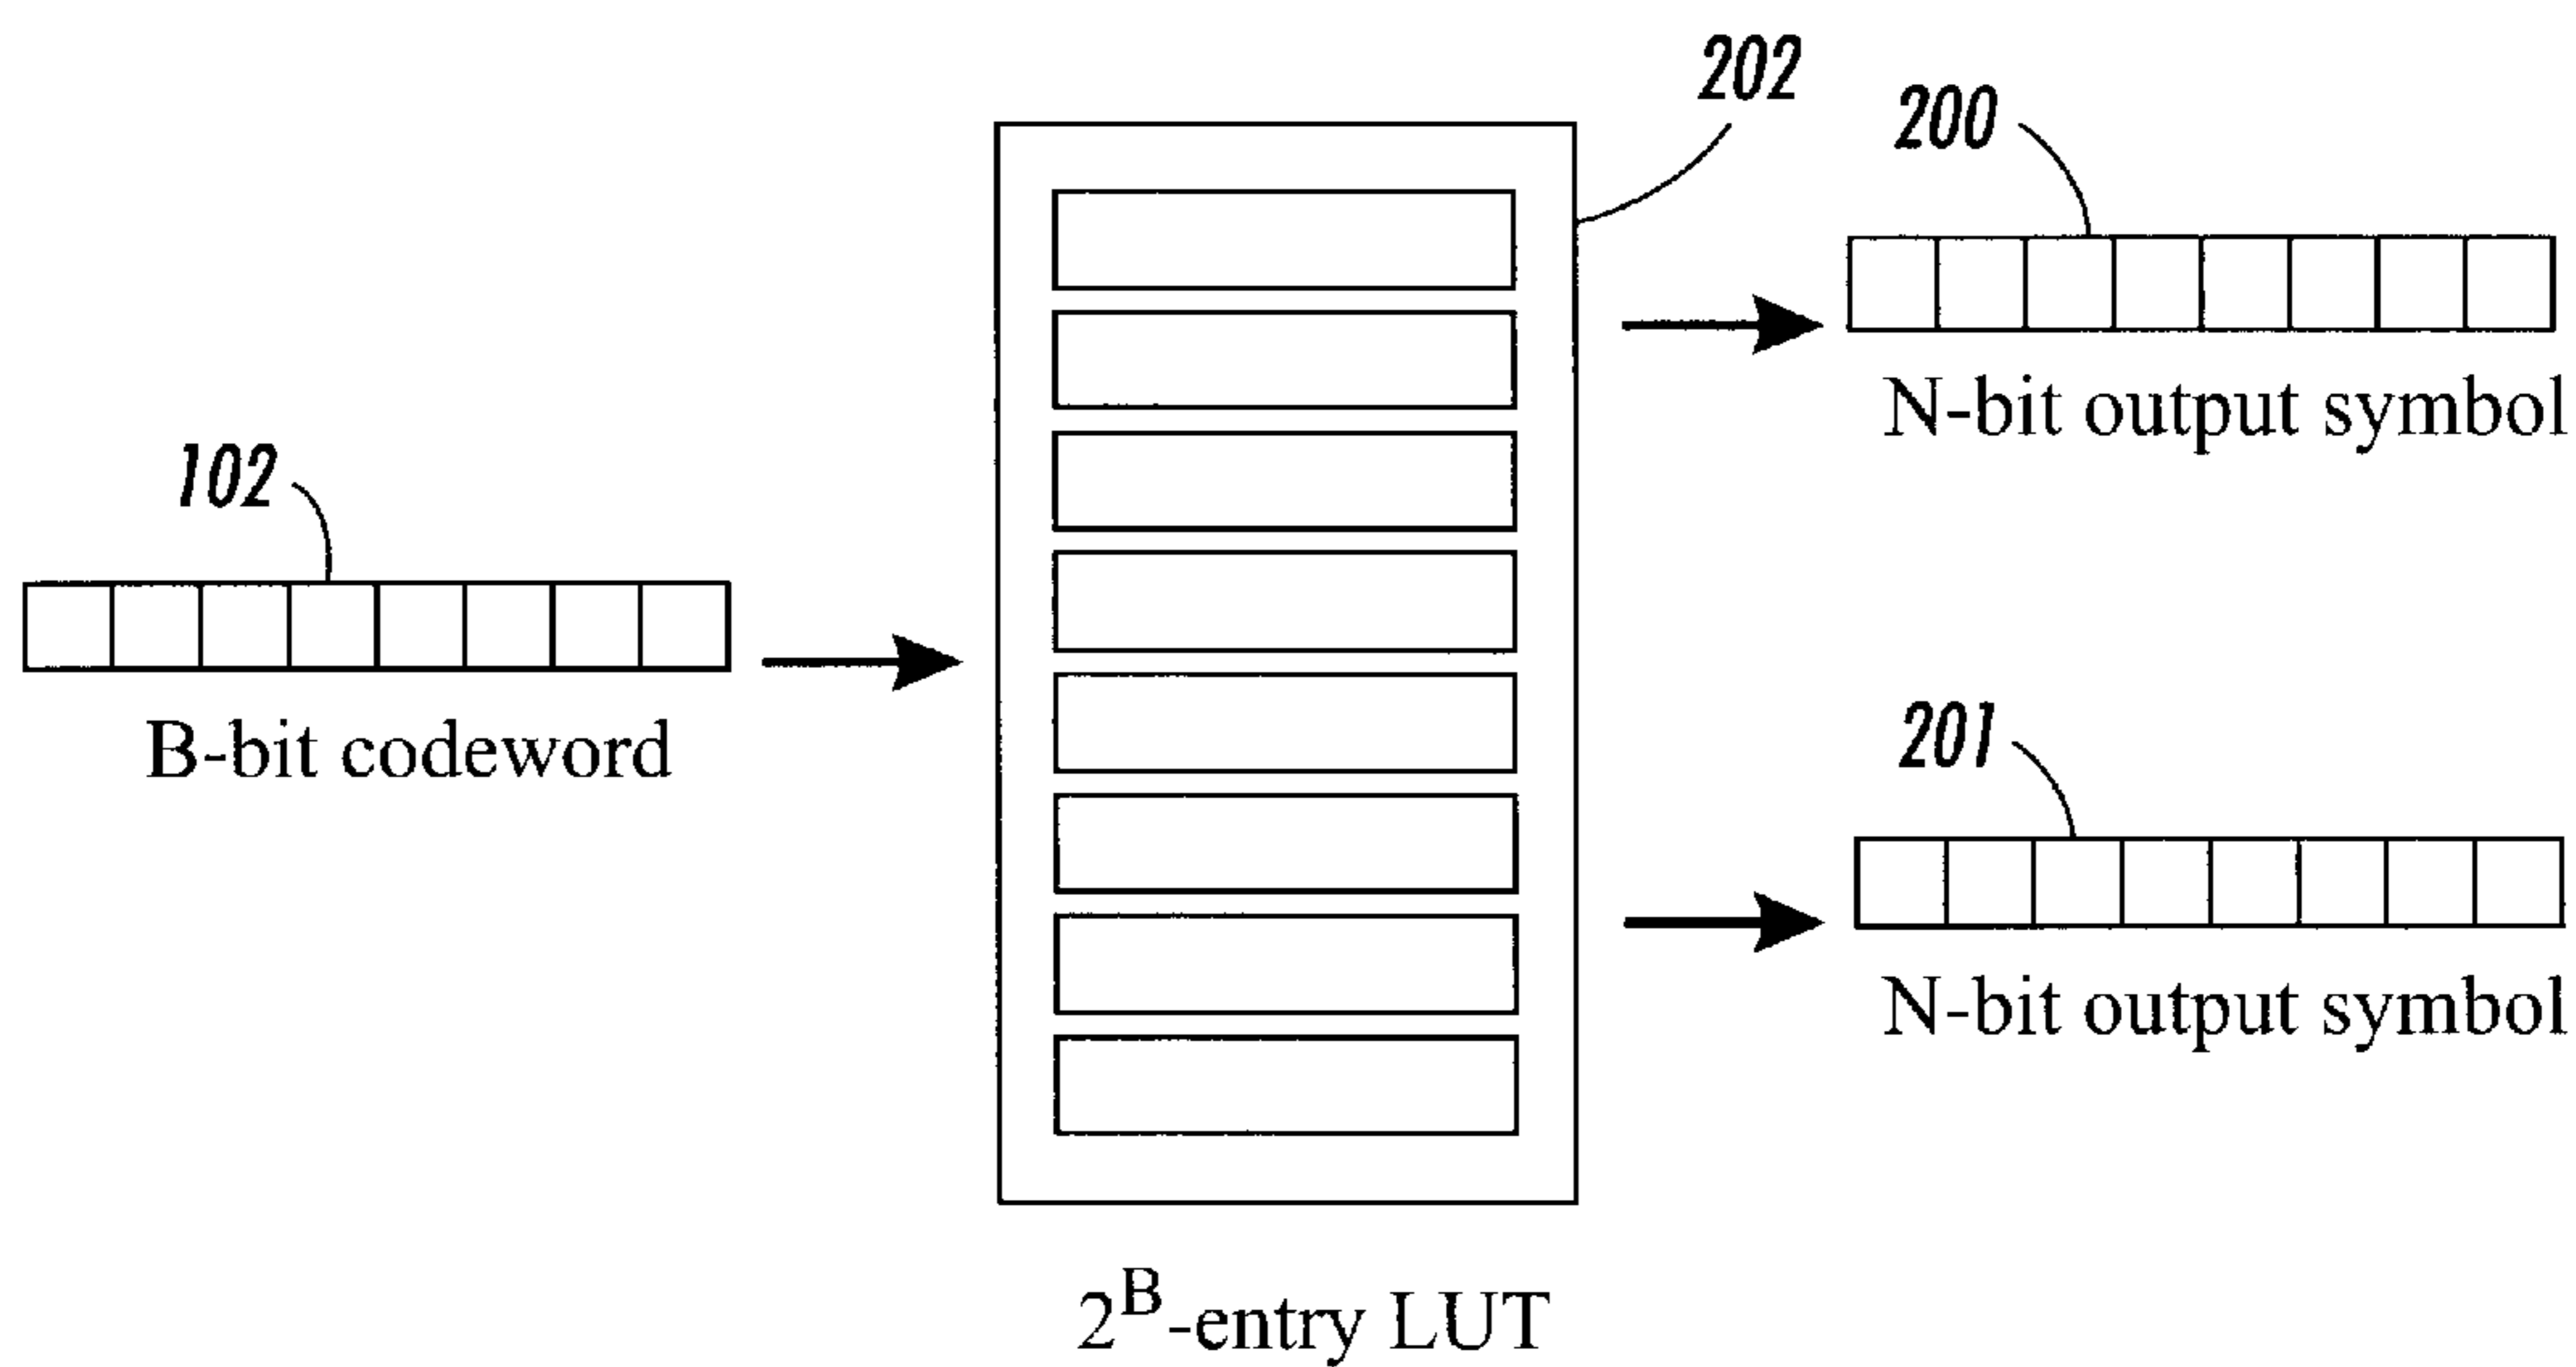 202
200
N-bit output symbol
102
B-bit codeword
201
N-bit output symbol
2^B-entry LUT